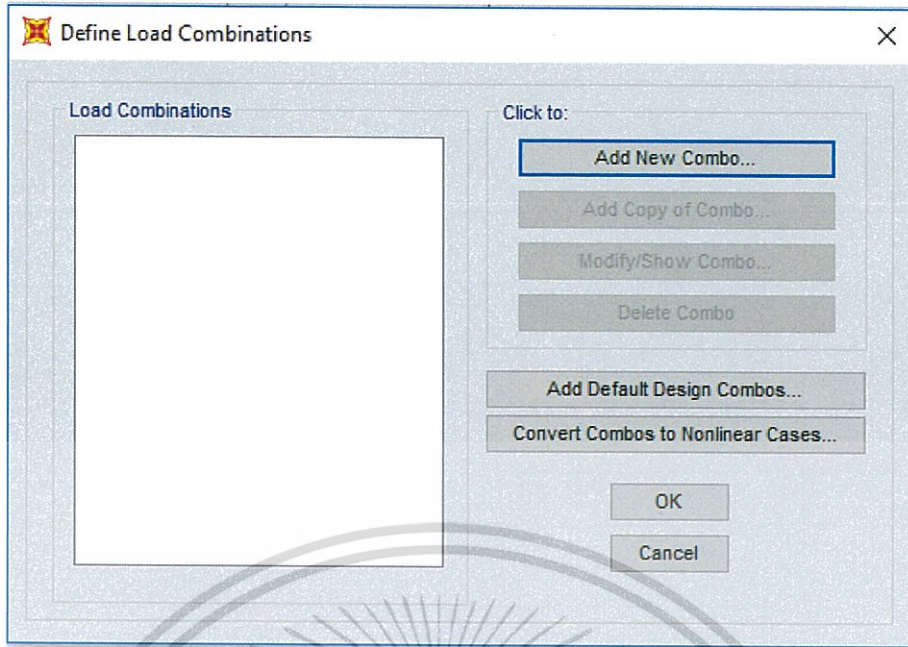 Define Load Combinations
Load Combinations
Click to:
Add New Combo...
Add Copy of Combo...
Modify/Show Combo...
Delete Combo
Add Default Design Combos...
Convert Combos to Nonlinear Cases...
OK
Cancel